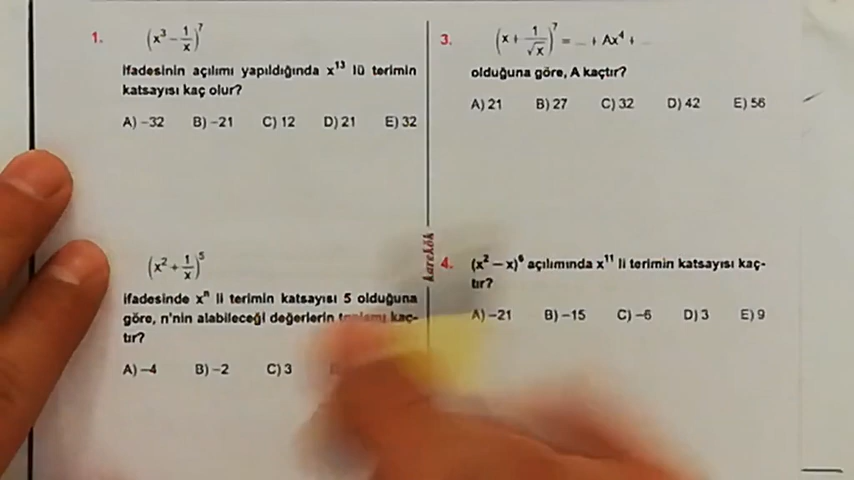 1. (x³ − 1/x)⁷
ifadesinin açılımı yapıldığında x¹³ lü terimin
katsayısı kaç olur?
A) −32 B) −21 C) 12 D) 21 E) 32
(x² + 1/x)⁵
ifadesinde xⁿ li terimin katsayısı 5 olduğuna
göre, n'nin alabileceği değerlerin toplamı kaç-
tır?
A) −4 B) −2 C) 3
karekök
3. (x + 1/√x)⁷ = ... + Ax⁴ + ...
olduğuna göre, A kaçtır?
A) 21 B) 27 C) 32 D) 42 E) 56
4. (x² − x)⁶ açılımında x¹¹ li terimin katsayısı kaç-
tır?
A) −21 B) −15 C) −6 D) 3 E) 9